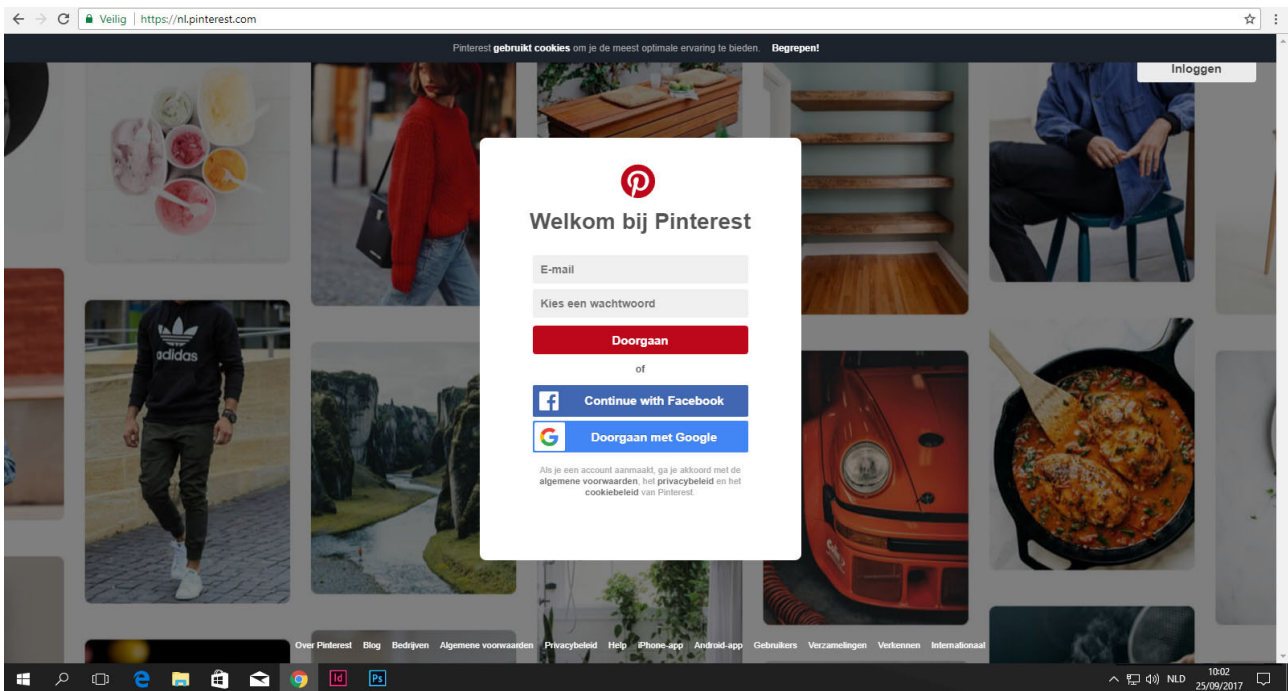 Veilig | https://nl.pinterest.com
Pinterest gebruikt cookies om je de meest optimale ervaring te bieden. Begrepen!
Inloggen
adidas
Welkom bij Pinterest
E-mail
Kies een wachtwoord
Doorgaan
of
Continue with Facebook
Doorgaan met Google
Als je een account aanmaakt, ga je akkoord met de
algemene voorwaarden, het privacybeleid en het
cookiebeleid van Pinterest.
Over Pinterest Blog Bedrijven Algemene voorwaarden Privacybeleid Help iPhone-app Android-app Gebruikers Verzamelingen Verkennen Internationaal
Id Ps NLD 10:02
25/09/2017